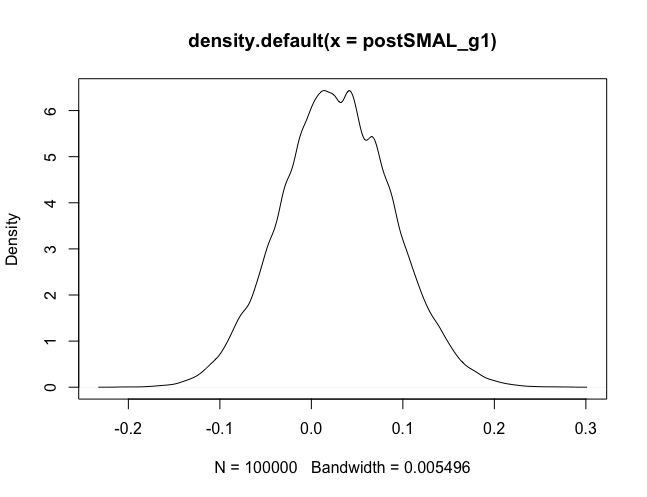 density.default(x = postSMAL_g1)
Density
6
5
4
3
2
1
0
-0.2 -0.1 0.0 0.1 0.2 0.3
N = 100000 Bandwidth = 0.005496